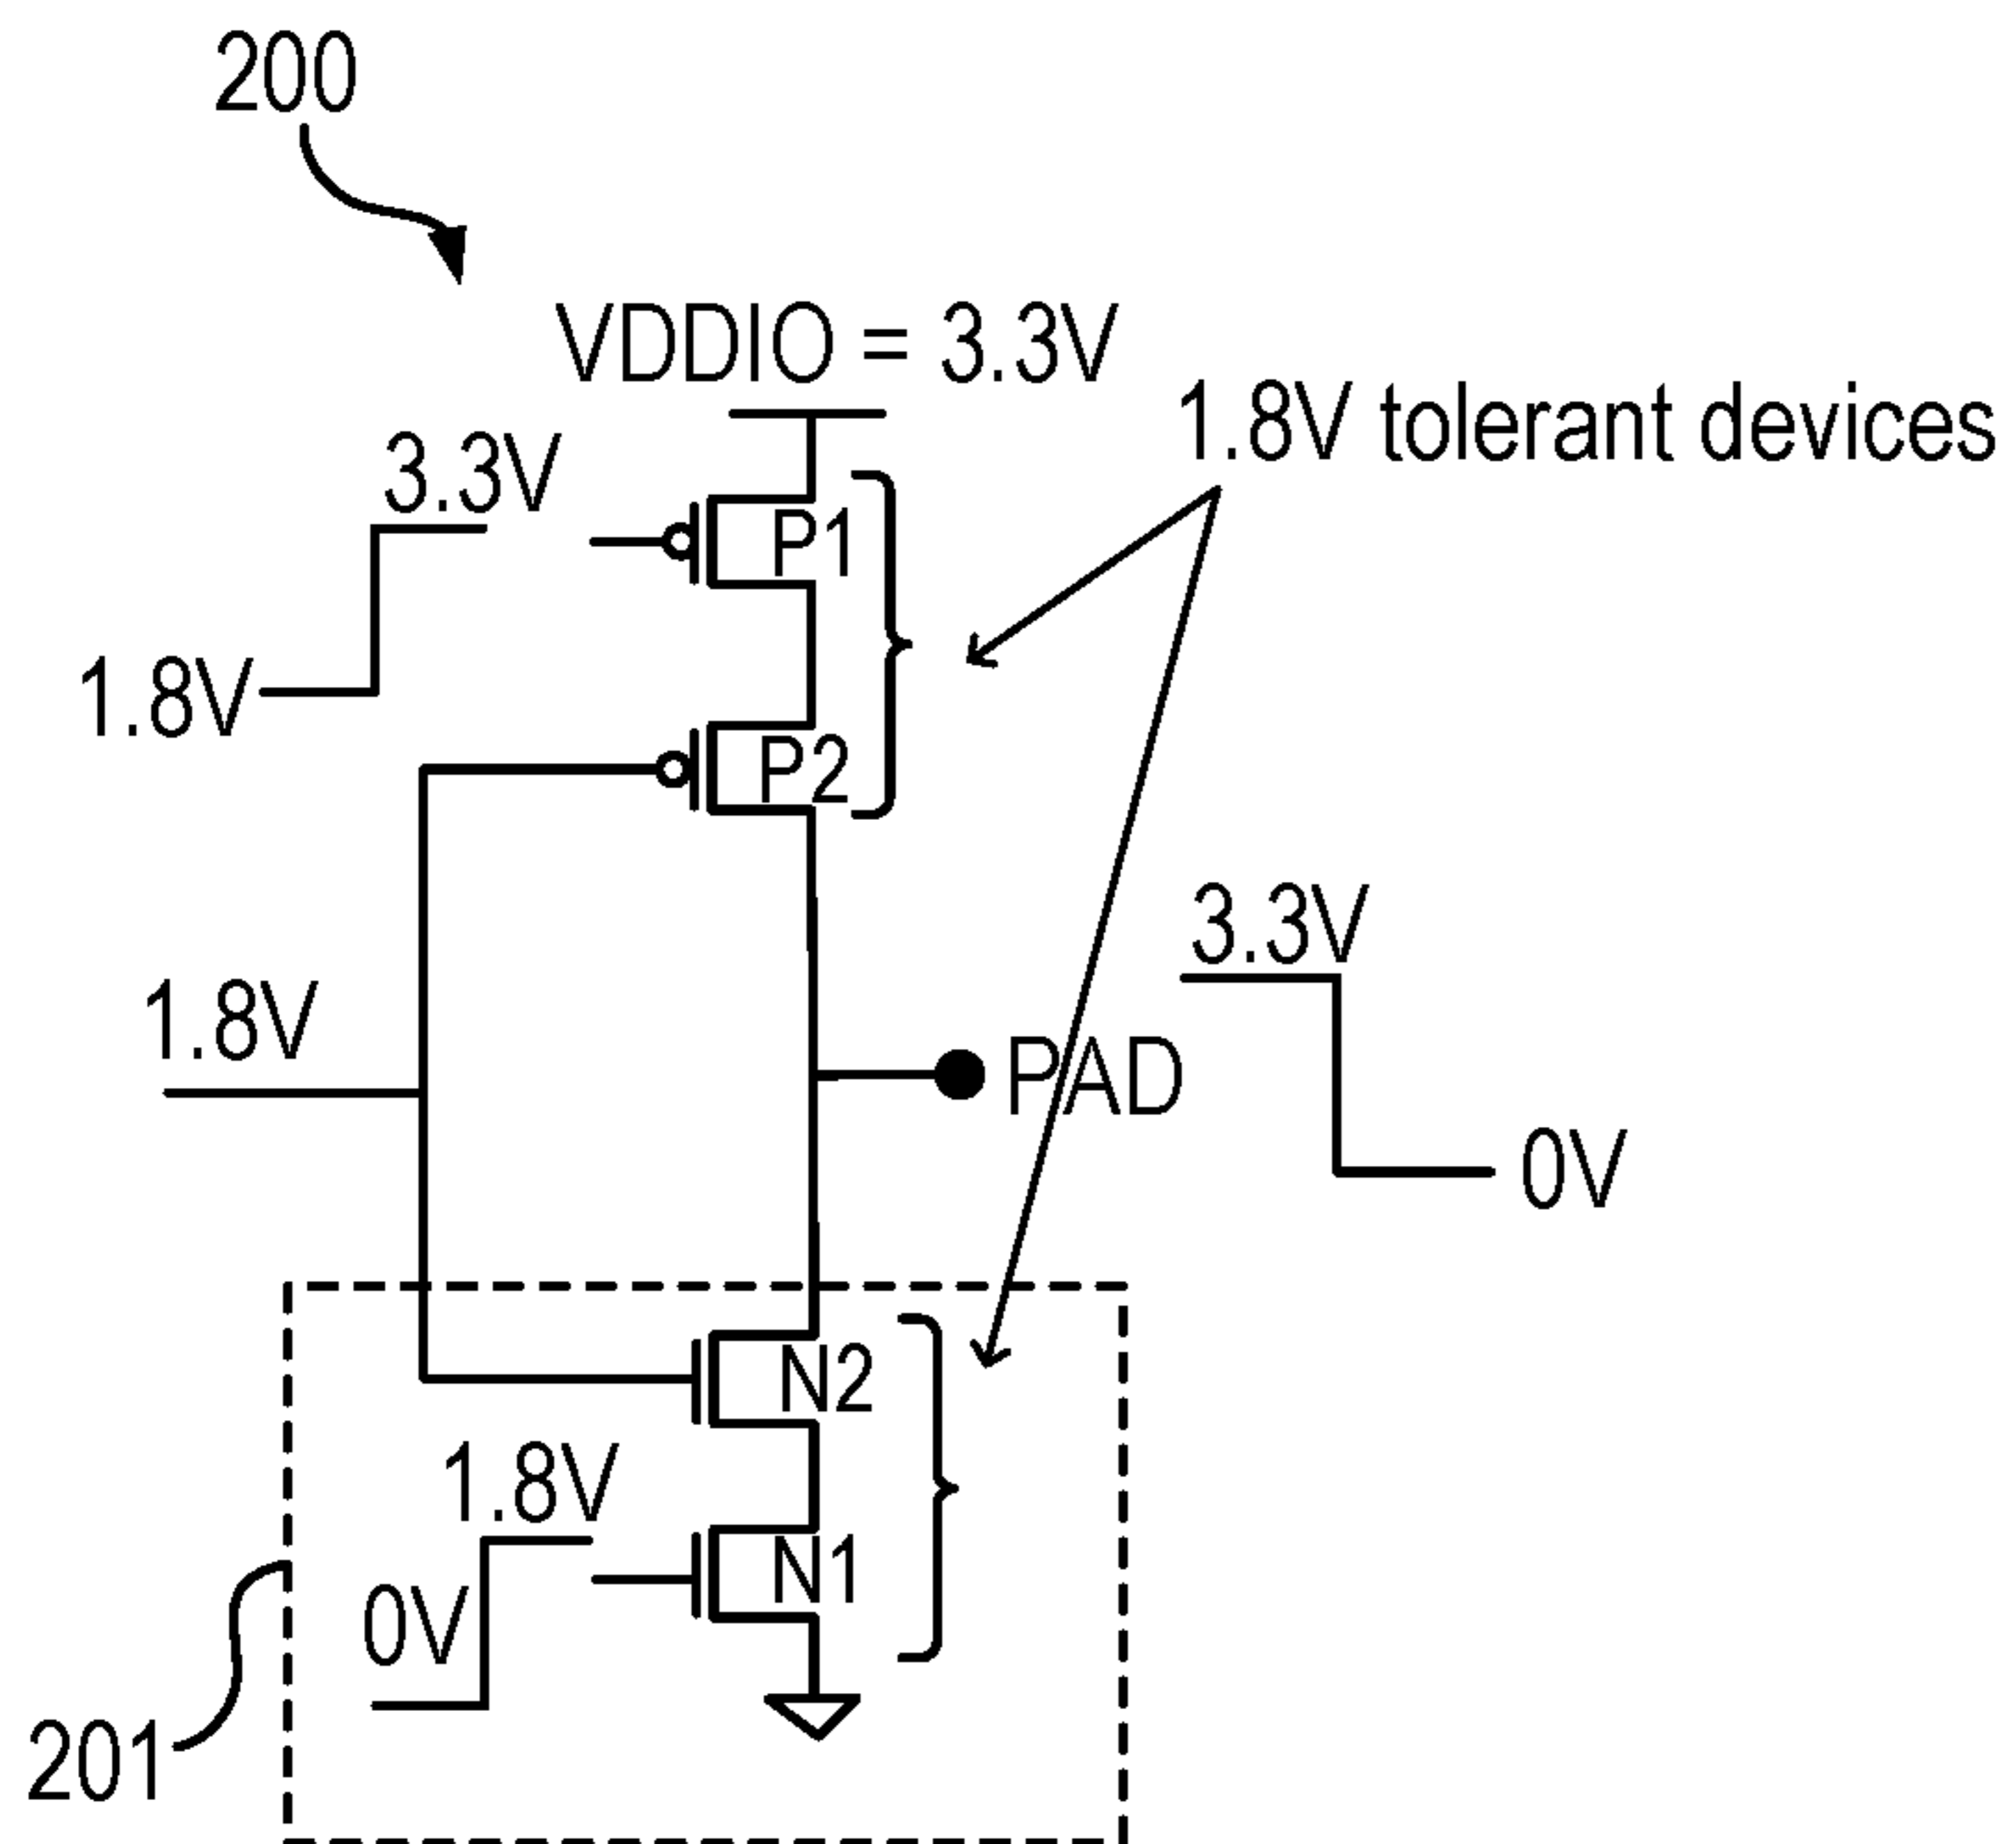 200
VDDIO = 3.3V
1.8V tolerant devices
3.3V
P1
1.8V
P2
3.3V
1.8V
PAD
0V
N2
1.8V
N1
0V
201